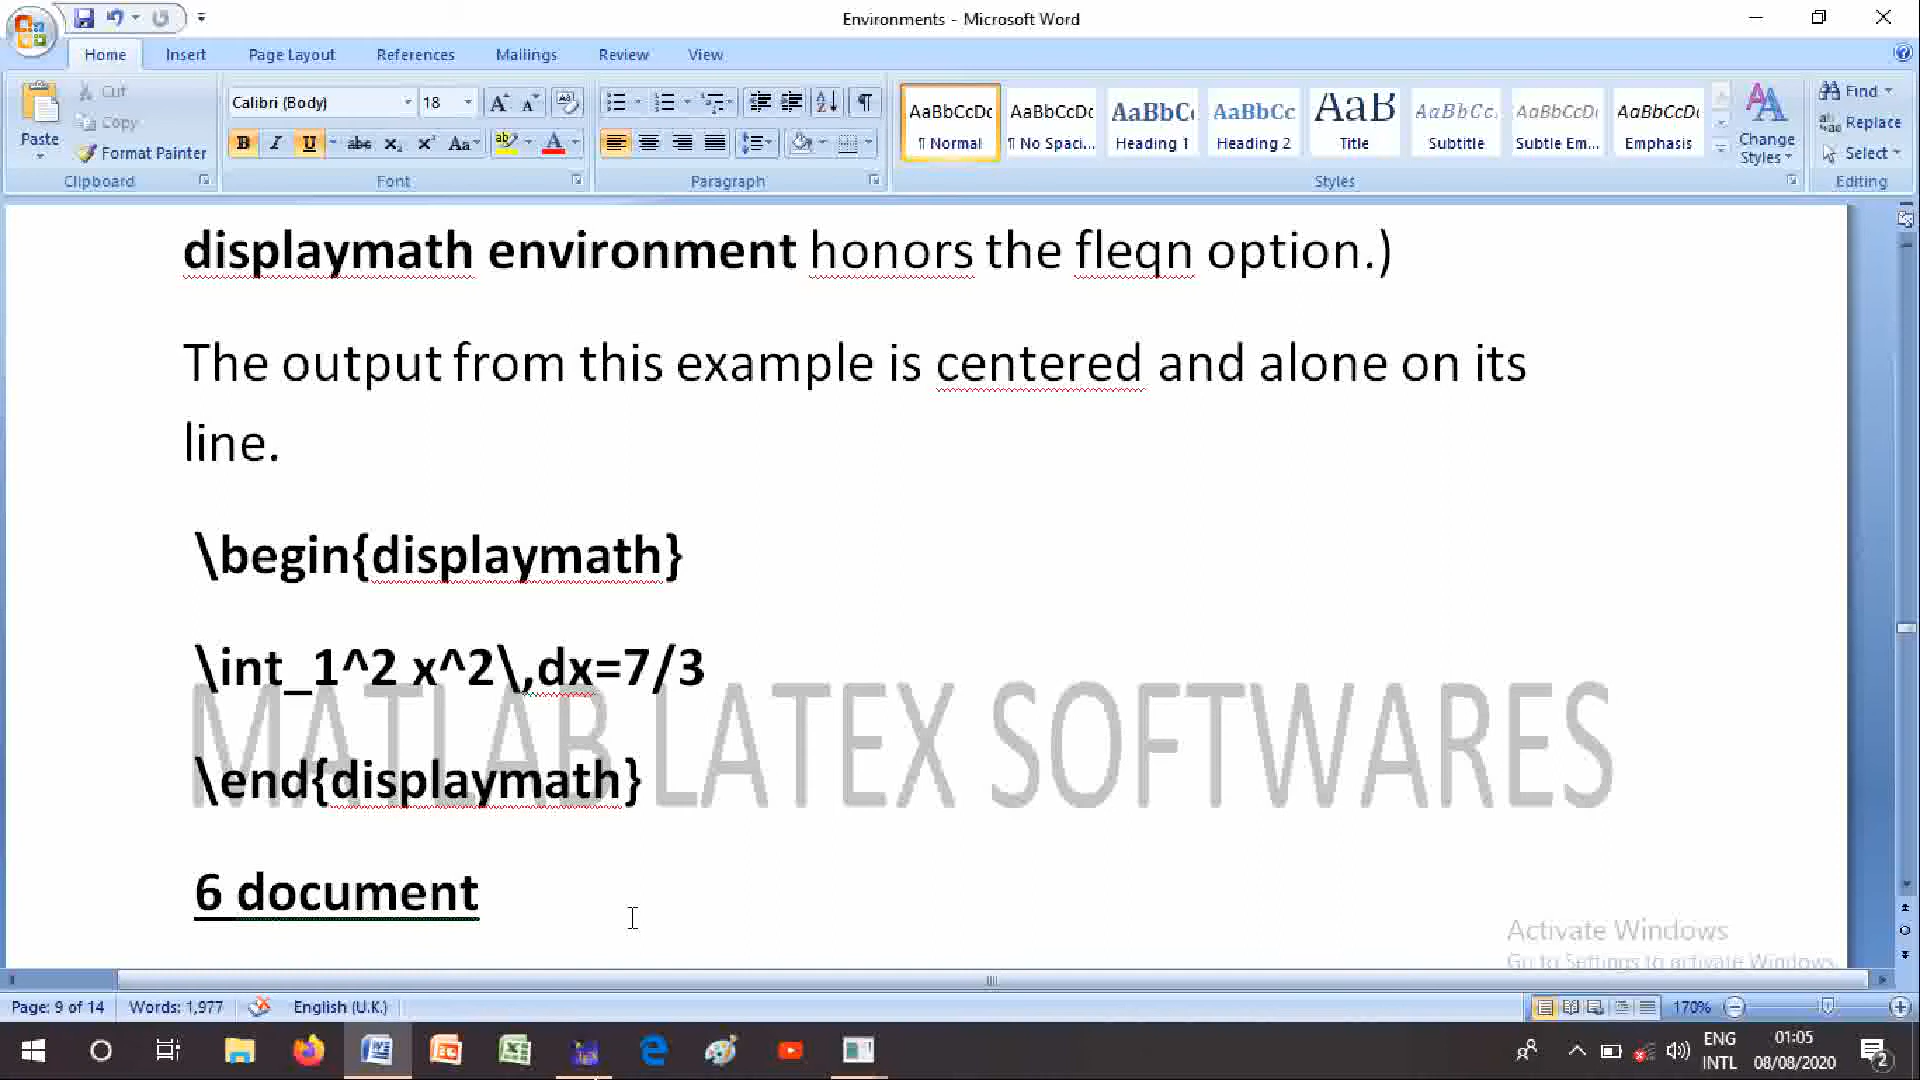 Environments - Microsoft Word
Home Insert Page Layout References Mailings Review View
Paste Cut Copy Format Painter
Calibri (Body) 18
AaBbCcDc ¶ Normal
AaBbCcDc ¶ No Spaci...
AaBbC Heading 1
AaBbCc Heading 2
AaB Title
AaBbCc. Subtitle
AaBbCcDi Subtle Em...
AaBbCcDi Emphasis
Change Styles
Find
Replace
Select
Clipboard Font Paragraph Styles Editing
displaymath environment honors the fleqn option.)
The output from this example is centered and alone on its
line.
\begin{displaymath}
\int_1^2 x^2\,dx=7/3
\end{displaymath}
MATLAB LATEX SOFTWARES
6 document
Activate Windows
Go to Settings to activate Windows.
Page: 9 of 14 Words: 1,977 English (U.K.) 170%
ENG
INTL
01:05
08/08/2020
2